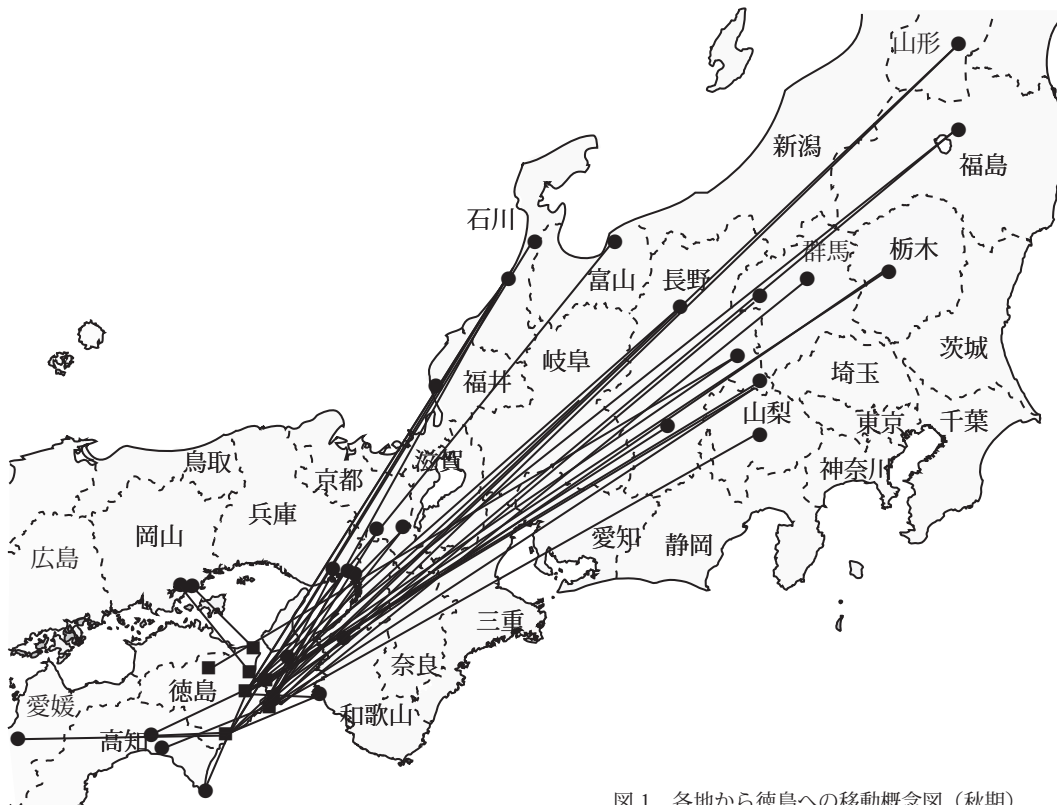 山形
新潟
福島
石川
富山
長野
群馬
栃木
茨城
岐阜
福井
埼玉
山梨
東京
千葉
神奈川
滋賀
鳥取
京都
兵庫
岡山
広島
愛知
静岡
三重
奈良
徳島
愛媛
和歌山
高知
図 1 各地から徳島への移動概念図（秋期）